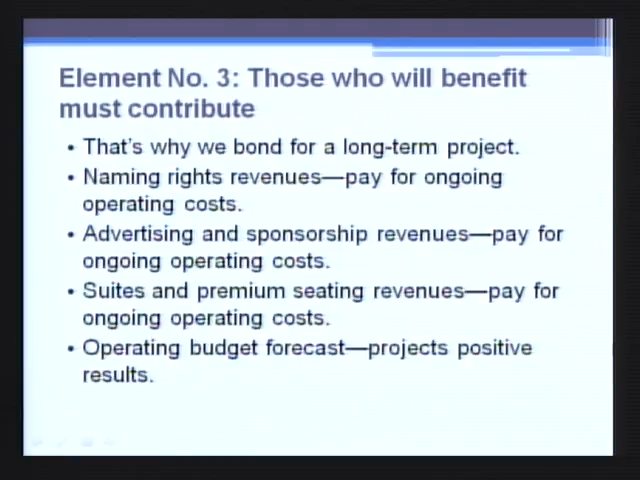 Element No. 3: Those who will benefit
must contribute
• That's why we bond for a long-term project.
• Naming rights revenues—pay for ongoing
operating costs.
• Advertising and sponsorship revenues—pay for
ongoing operating costs.
• Suites and premium seating revenues—pay for
ongoing operating costs.
• Operating budget forecast—projects positive
results.